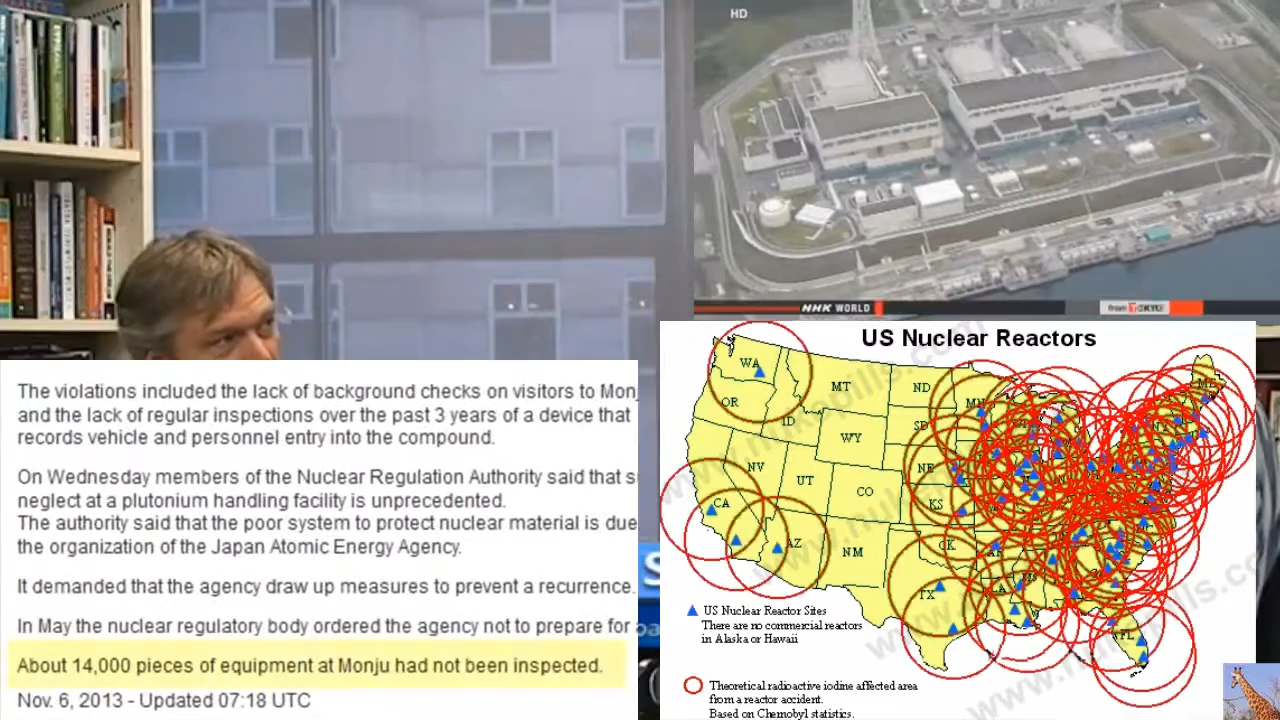 HD
NHK WORLD
from TOKYO
The violations included the lack of background checks on visitors to Monj
and the lack of regular inspections over the past 3 years of a device that
records vehicle and personnel entry into the compound.
On Wednesday members of the Nuclear Regulation Authority said that s
neglect at a plutonium handling facility is unprecedented.
The authority said that the poor system to protect nuclear material is due
the organization of the Japan Atomic Energy Agency.
It demanded that the agency draw up measures to prevent a recurrence.
In May the nuclear regulatory body ordered the agency not to prepare for
About 14,000 pieces of equipment at Monju had not been inspected.
Nov. 6, 2013 - Updated 07:18 UTC
US Nuclear Reactors
WA
MT
ND
ME
OR
MN
ID
SD
NY
WY
NV
NE
UT
CO
CA
KS
AZ
NM
OK
AR
TX
LA
MS
FL
US Nuclear Reactor Sites
There are no commercial reactors
in Alaska or Hawaii
Theoretical radioactive iodine affected area
from a reactor accident.
Based on Chernobyl statistics.